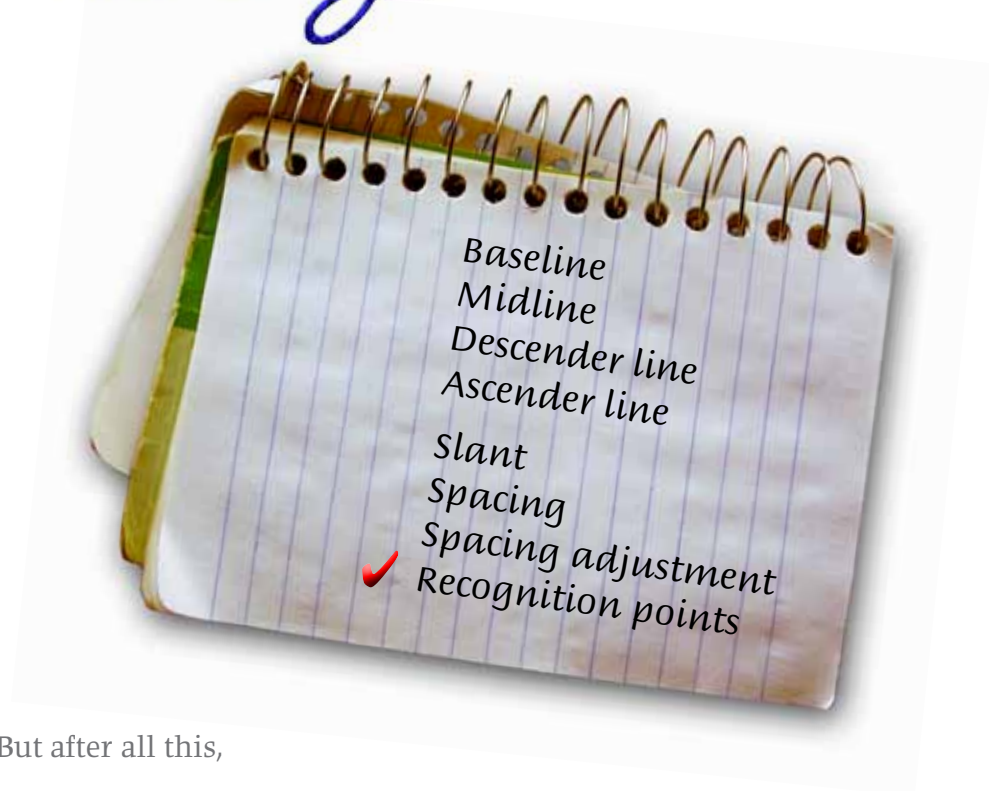 Baseline
Midline
Descender line
Ascender line
Slant
Spacing
Spacing adjustment
Recognition points
But after all this,